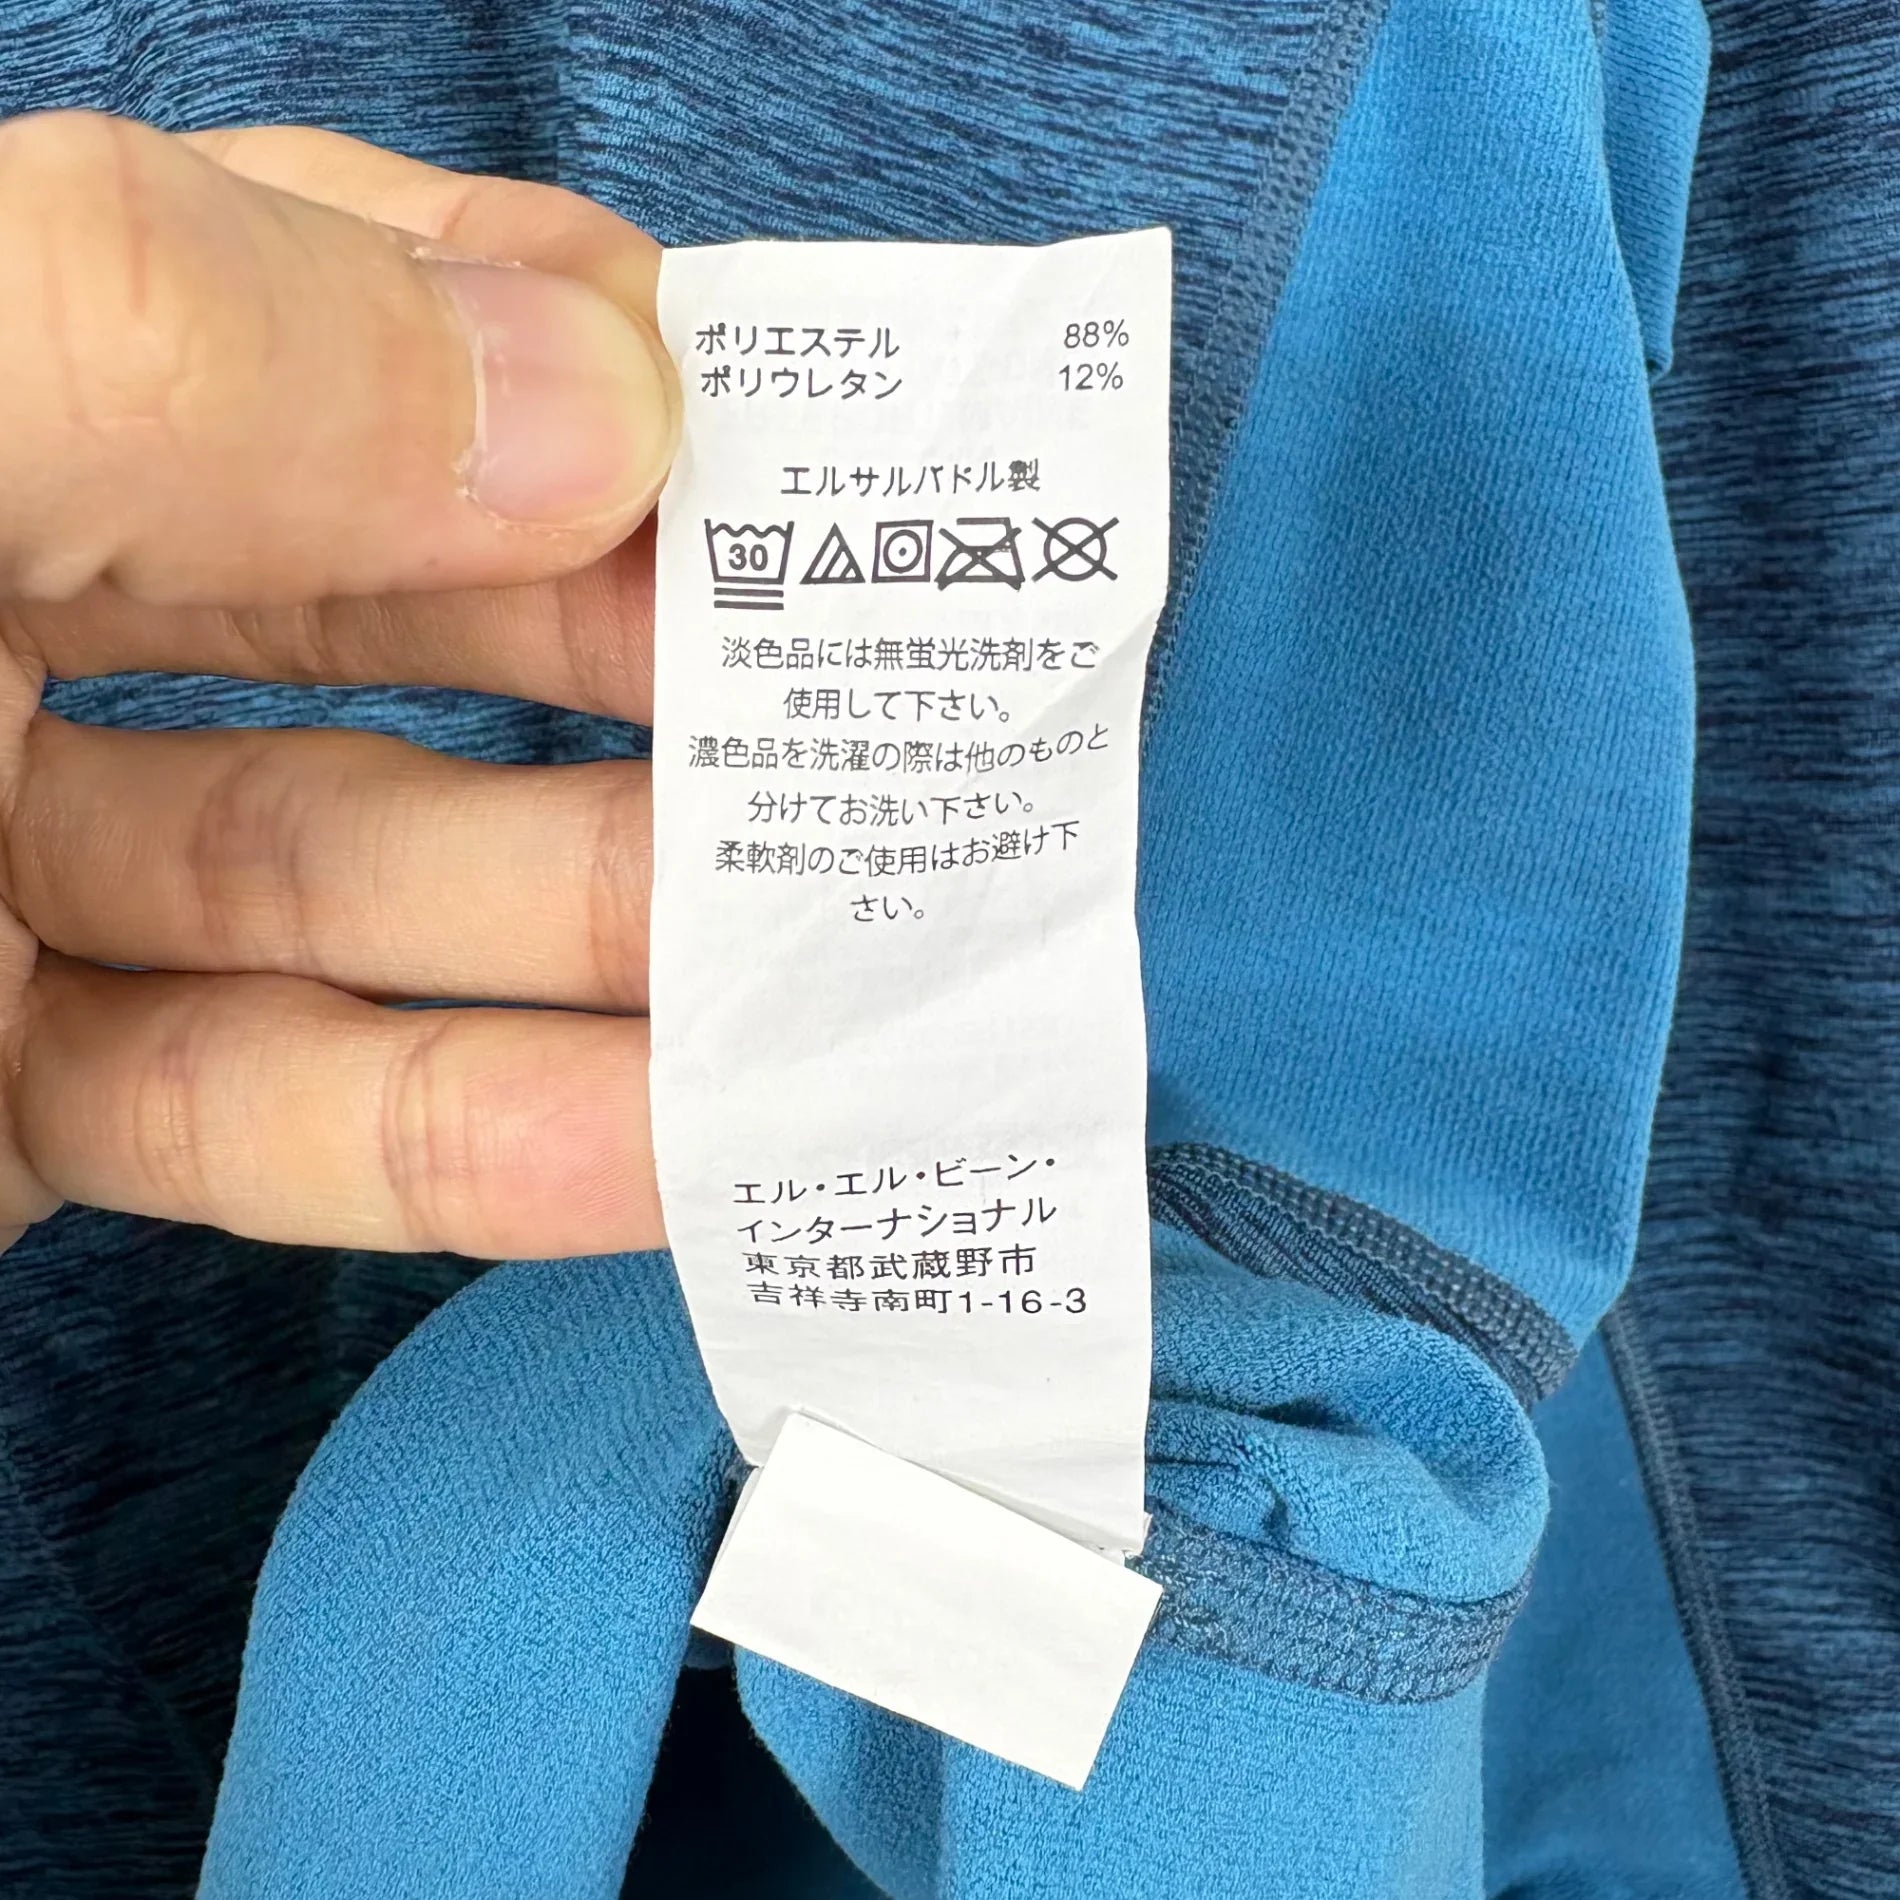 ポリエステル 88%
ポリウレタン 12%
エルサルバドル製
30
淡色品には無蛍光洗剤をご
使用して下さい。
濃色品を洗濯の際は他のものと
分けてお洗い下さい。
柔軟剤のご使用はお避け下
さい。
エル・エル・ビーン・
インターナショナル
東京都武蔵野市
吉祥寺南町1-16-3